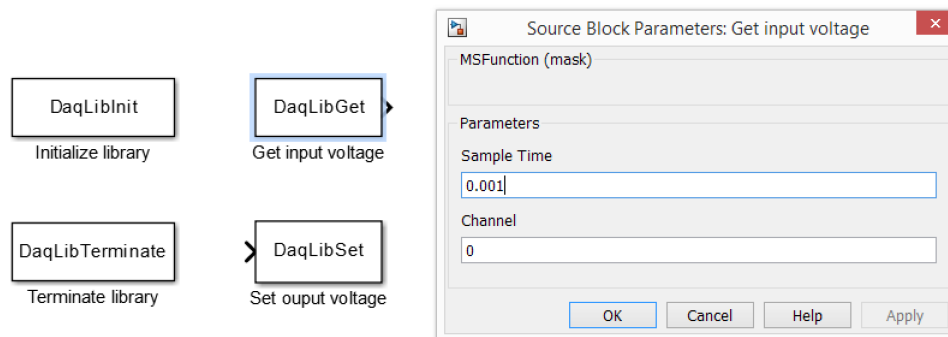 DaqLibInit
Initialize library
DaqLibGet
Get input voltage
DaqLibTerminate
Terminate library
DaqLibSet
Set ouput voltage
Source Block Parameters: Get input voltage
MSFunction (mask)
Parameters
Sample Time
0.001
Channel
0
OK Cancel Help Apply